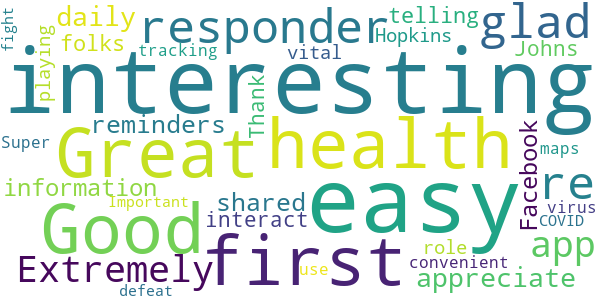 fight
daily
folks
playing
responder
tracking
vital
telling
Hopkins
glad
Johns
interesting
Super
reminders
Thank
Great
health
maps
re
information
Important
shared
interact
easy
Facebook
virus
COVID
Good
first
app
Extremely
defeat
use
role
convenient
appreciate